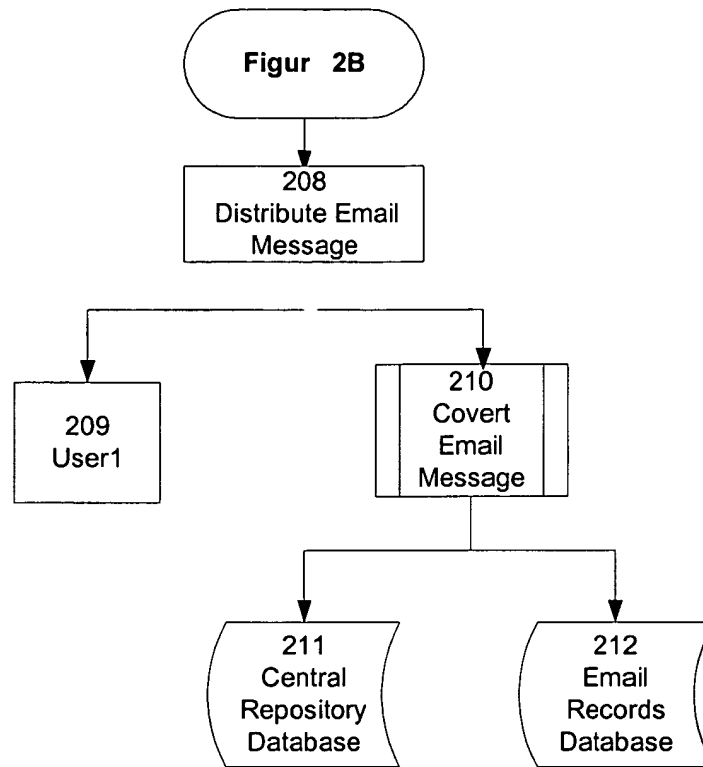 Figur 2B
208
Distribute Email
Message
209
User1
210
Covert
Email
Message
211
Central
Repository
Database
212
Email
Records
Database